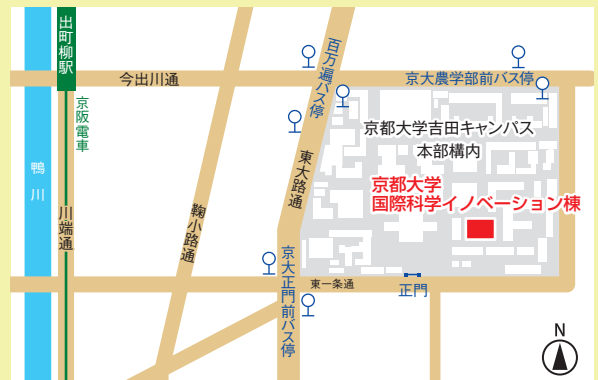 出町柳駅
百万遍バス停
今出川通
京大農学部前バス停
京阪電車
京都大学吉田キャンパス
本部構内
鴨川
東大路通
京都大学
国際科学イノベーション棟
川端通
鞠小路通
京大正門前バス停
東一条通
正門
N